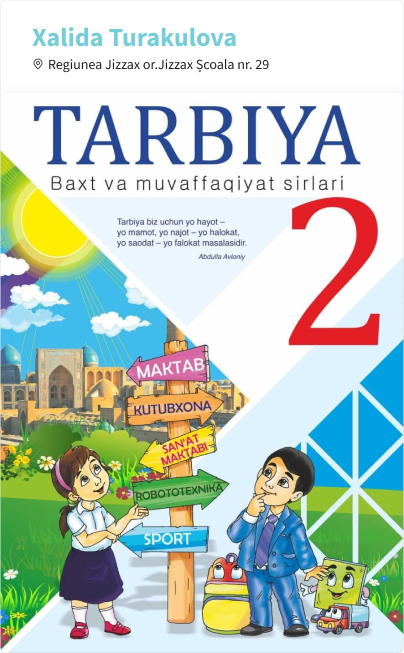 Xalida Turakulova
Regiunea Jizzax or.Jizzax Școala nr. 29
TARBIYA
Baxt va muvaffaqiyat sirlari
2
Tarbiya biz uchun yo hayot –
yo mamot, yo najot – yo halokat,
yo saodat – yo falokat masalasidir.
Abdulla Avloniy
MAKTAB
KUTUBXONA
SAN'AT
MAKTABI
ROBOTOTEXNIKA
SPORT